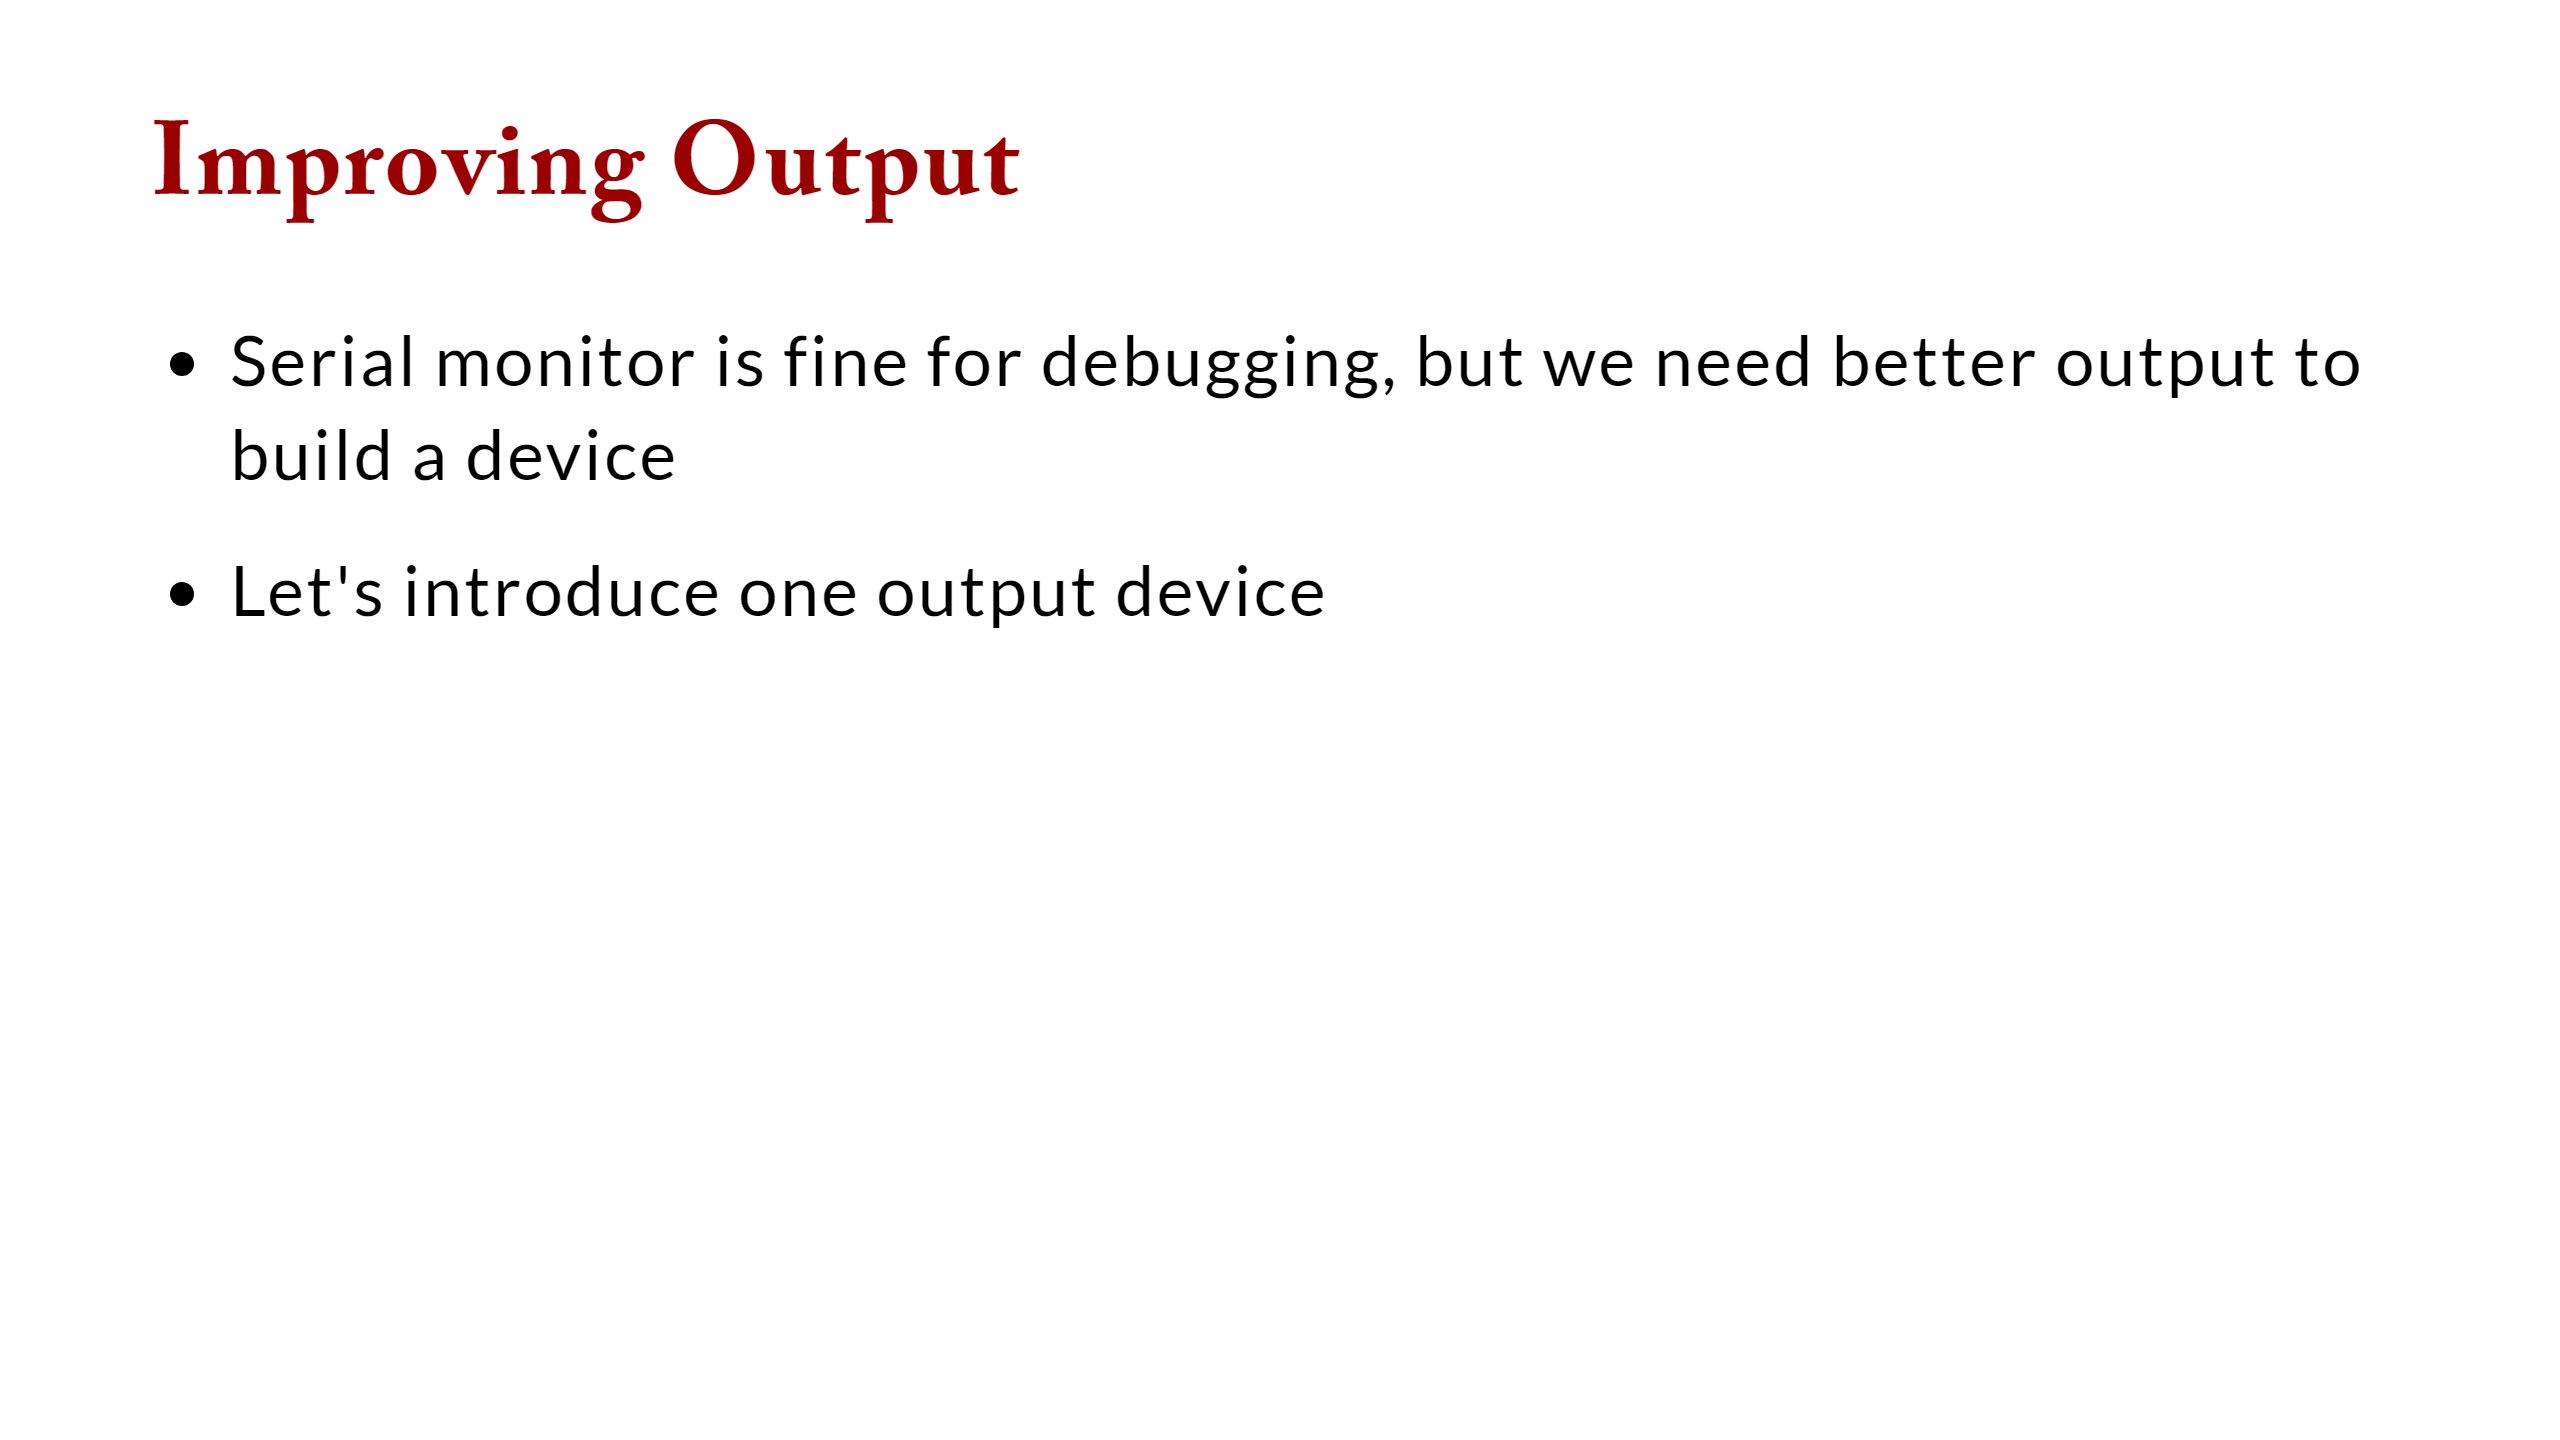 Improving Output
• Serial monitor is fine for debugging, but we need better output to
build a device
• Let's introduce one output device